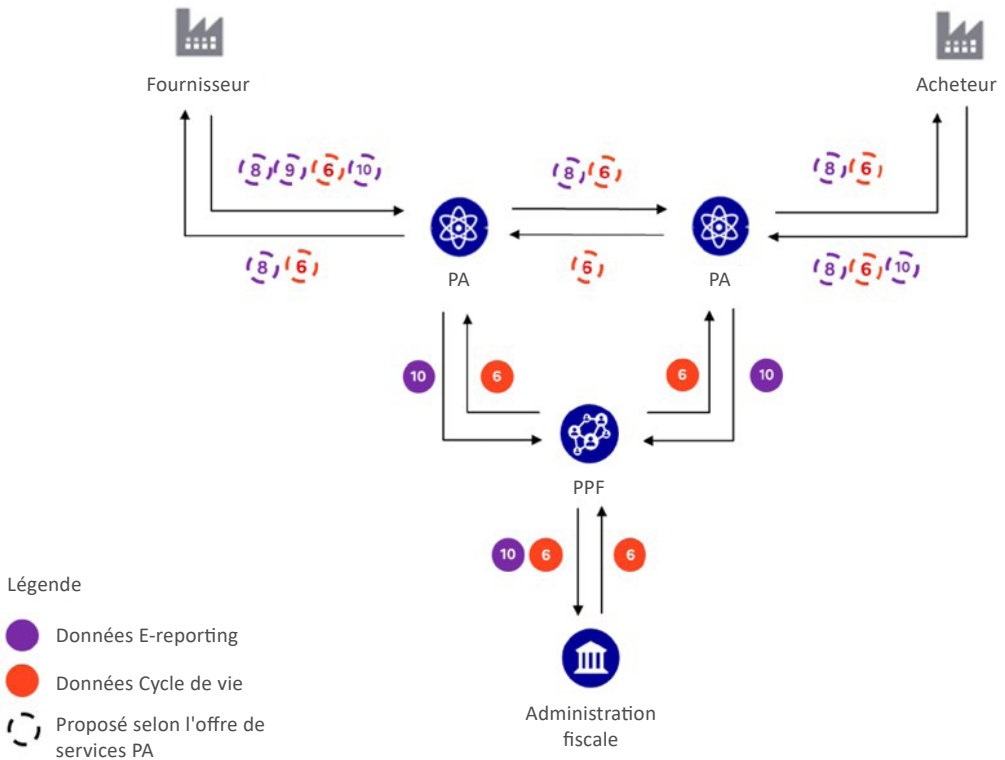 Fournisseur
Acheteur
8 9 6 10
8 6
8 6
8 6
6
8 6 10
PA
PA
10
6
6
10
PPF
10 6
6
Légende
Données E-reporting
Données Cycle de vie
Proposé selon l'offre de
services PA
Administration
fiscale